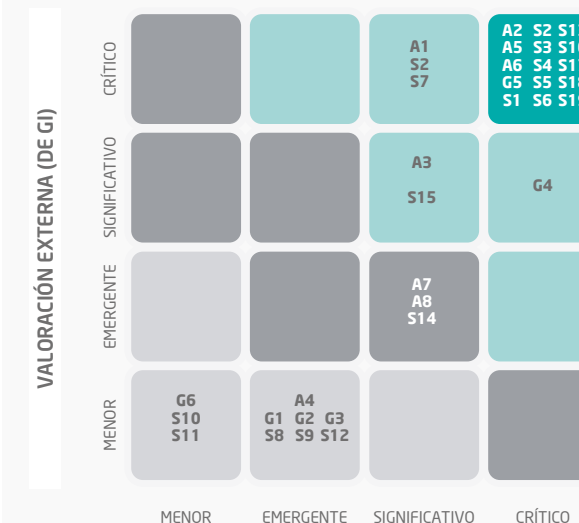 VALORACIÓN EXTERNA (DE GI)
CRÍTICO
A1
S2
S7
A2 S2
A5 S3
A6 S4
G5 S5
S1 S6
SIGNIFICATIVO
A3
S15
G4
EMERGENTE
A7
A8
S14
MENOR
G6
S10
S11
A4
G1 G2 G3
S8 S9 S12
MENOR EMERGENTE SIGNIFICATIVO CRÍTICO